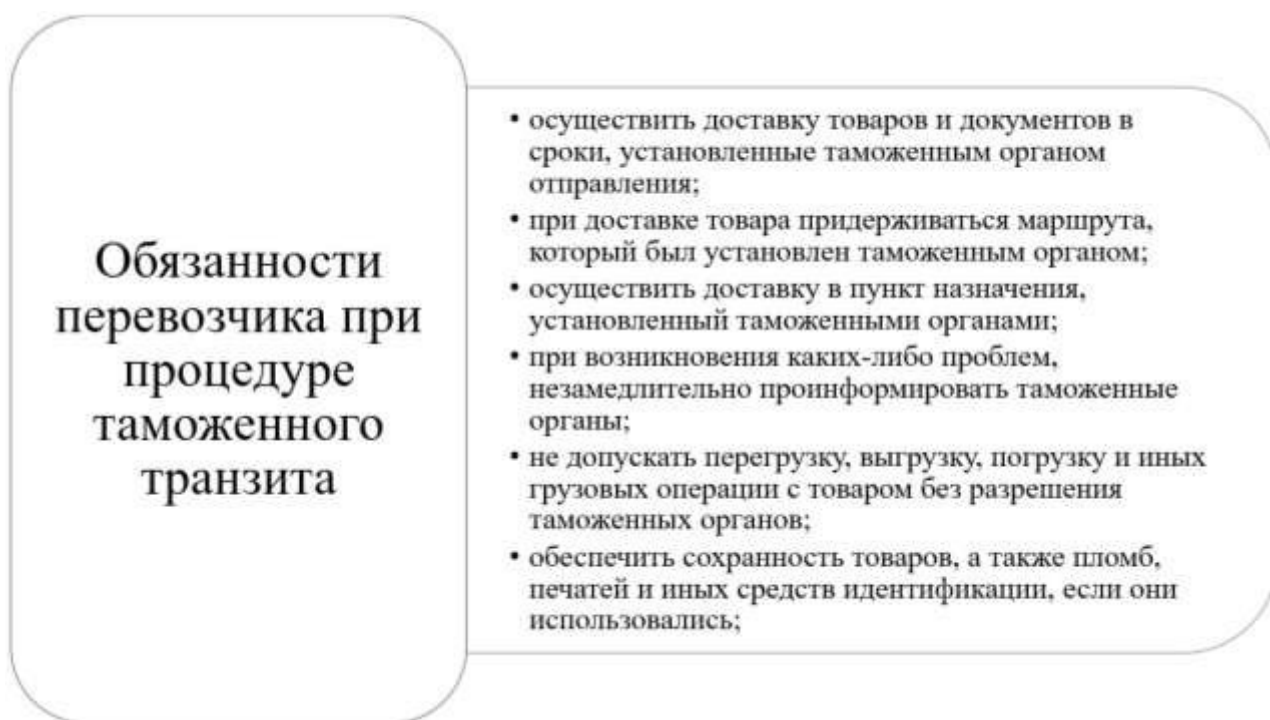 Обязанности
перевозчика при
процедуре
таможенного
транзита
• осуществить доставку товаров и документов в
сроки, установленные таможенным органом
отправления;
• при доставке товара придерживаться маршрута,
который был установлен таможенным органом;
• осуществить доставку в пункт назначения,
установленный таможенными органами;
• при возникновения каких-либо проблем,
незамедлительно проинформировать таможенные
органы;
• не допускать перегрузку, выгрузку, погрузку и иных
грузовых операции с товаром без разрешения
таможенных органов;
• обеспечить сохранность товаров, а также пломб,
печатей и иных средств идентификации, если они
использовались;